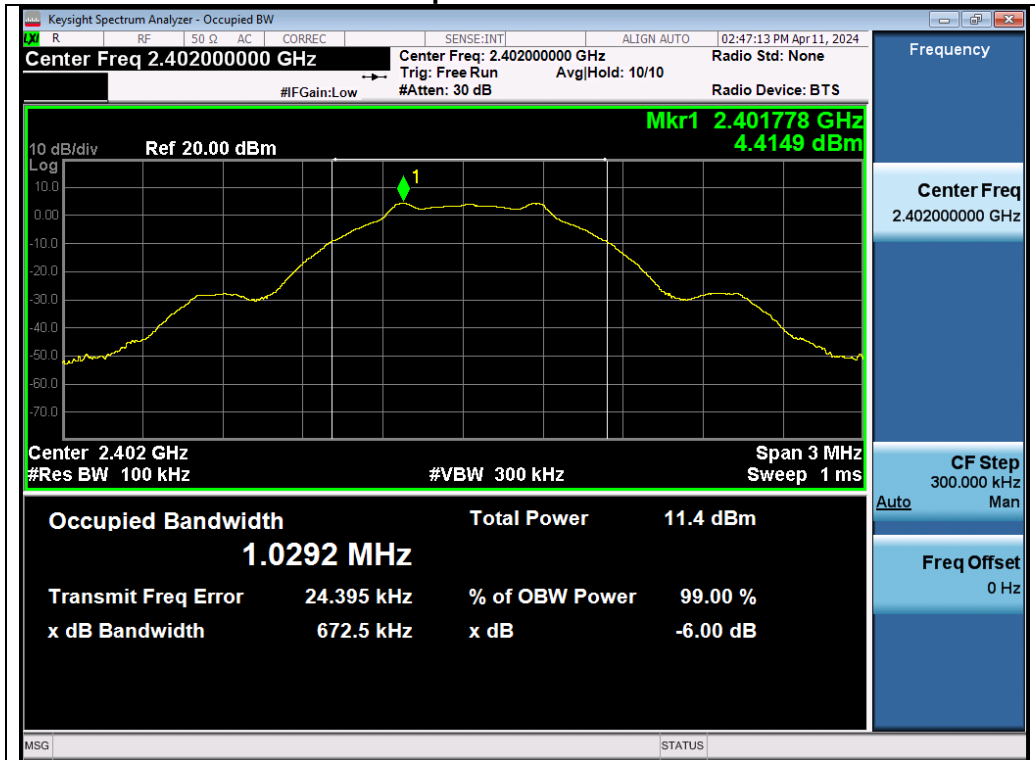 Keysight Spectrum Analyzer - Occupied BW
LXI R RF 50 Ω AC CORREC SENSE:INT ALIGN AUTO 02:47:13 PM Apr 11, 2024
Center Freq 2.402000000 GHz
Center Freq: 2.402000000 GHz Radio Std: None
Trig: Free Run Avg|Hold: 10/10
#IFGain:Low #Atten: 30 dB Radio Device: BTS
Mkr1 2.401778 GHz
4.4149 dBm
10 dB/div Ref 20.00 dBm
Log
10.0
0.00
-10.0
-20.0
-30.0
-40.0
-50.0
-60.0
-70.0
1
Center 2.402 GHz Span 3 MHz
#Res BW 100 kHz #VBW 300 kHz Sweep 1 ms
Occupied Bandwidth Total Power 11.4 dBm
1.0292 MHz
Transmit Freq Error 24.395 kHz % of OBW Power 99.00 %
x dB Bandwidth 672.5 kHz x dB -6.00 dB
Frequency
Center Freq
2.402000000 GHz
CF Step
300.000 kHz
Auto Man
Freq Offset
0 Hz
MSG STATUS